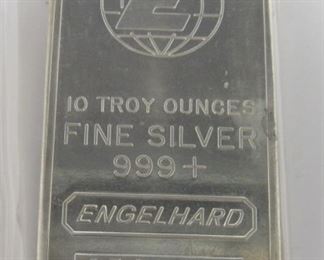 E
10 TROY OUNCES
FINE SILVER
999+
ENGELHARD